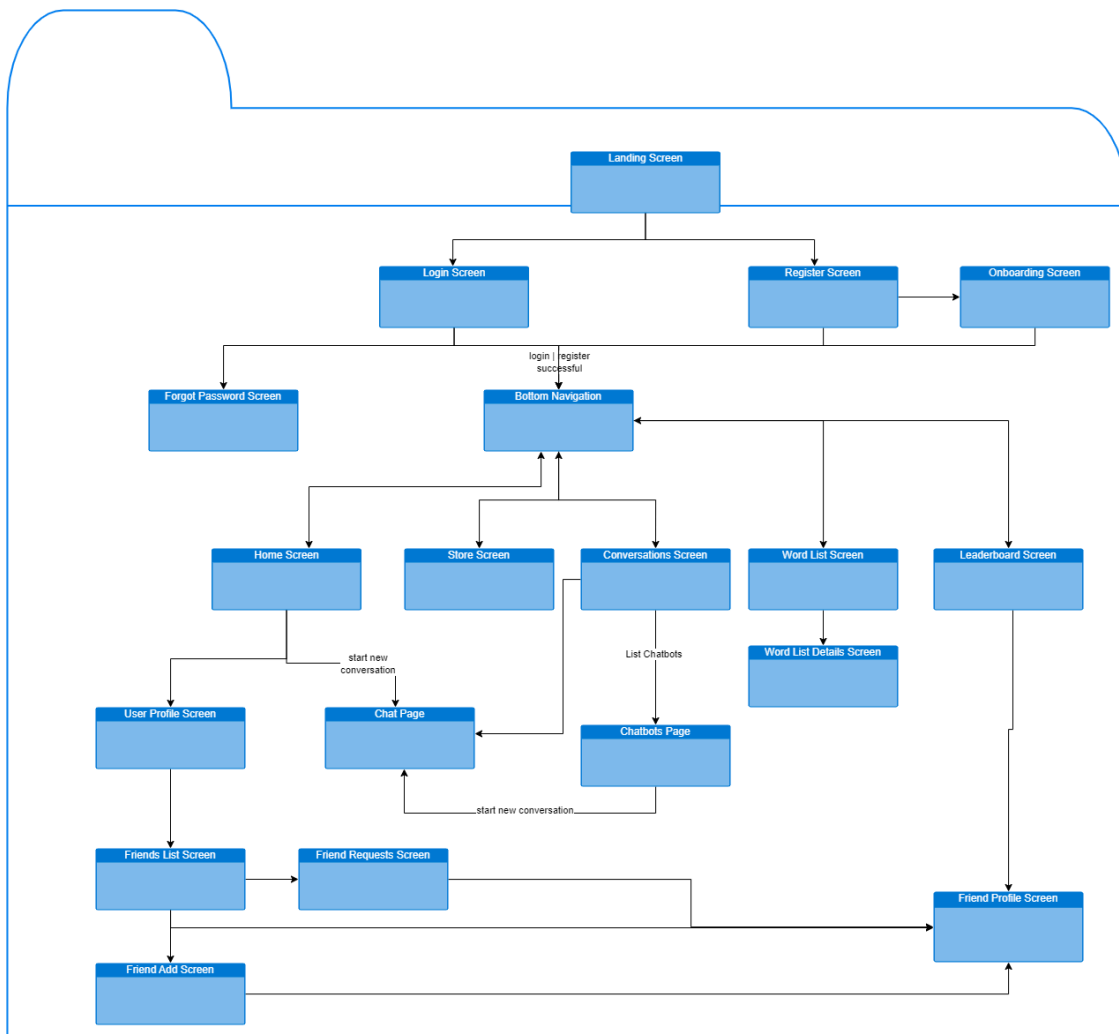 Landing Screen
Login Screen
Register Screen
Onboarding Screen
login | register
successful
Forgot Password Screen
Bottom Navigation
Home Screen
Store Screen
Conversations Screen
Word List Screen
Leaderboard Screen
start new
conversation
List Chatbots
Word List Details Screen
User Profile Screen
Chat Page
Chatbots Page
start new conversation
Friends List Screen
Friend Requests Screen
Friend Profile Screen
Friend Add Screen